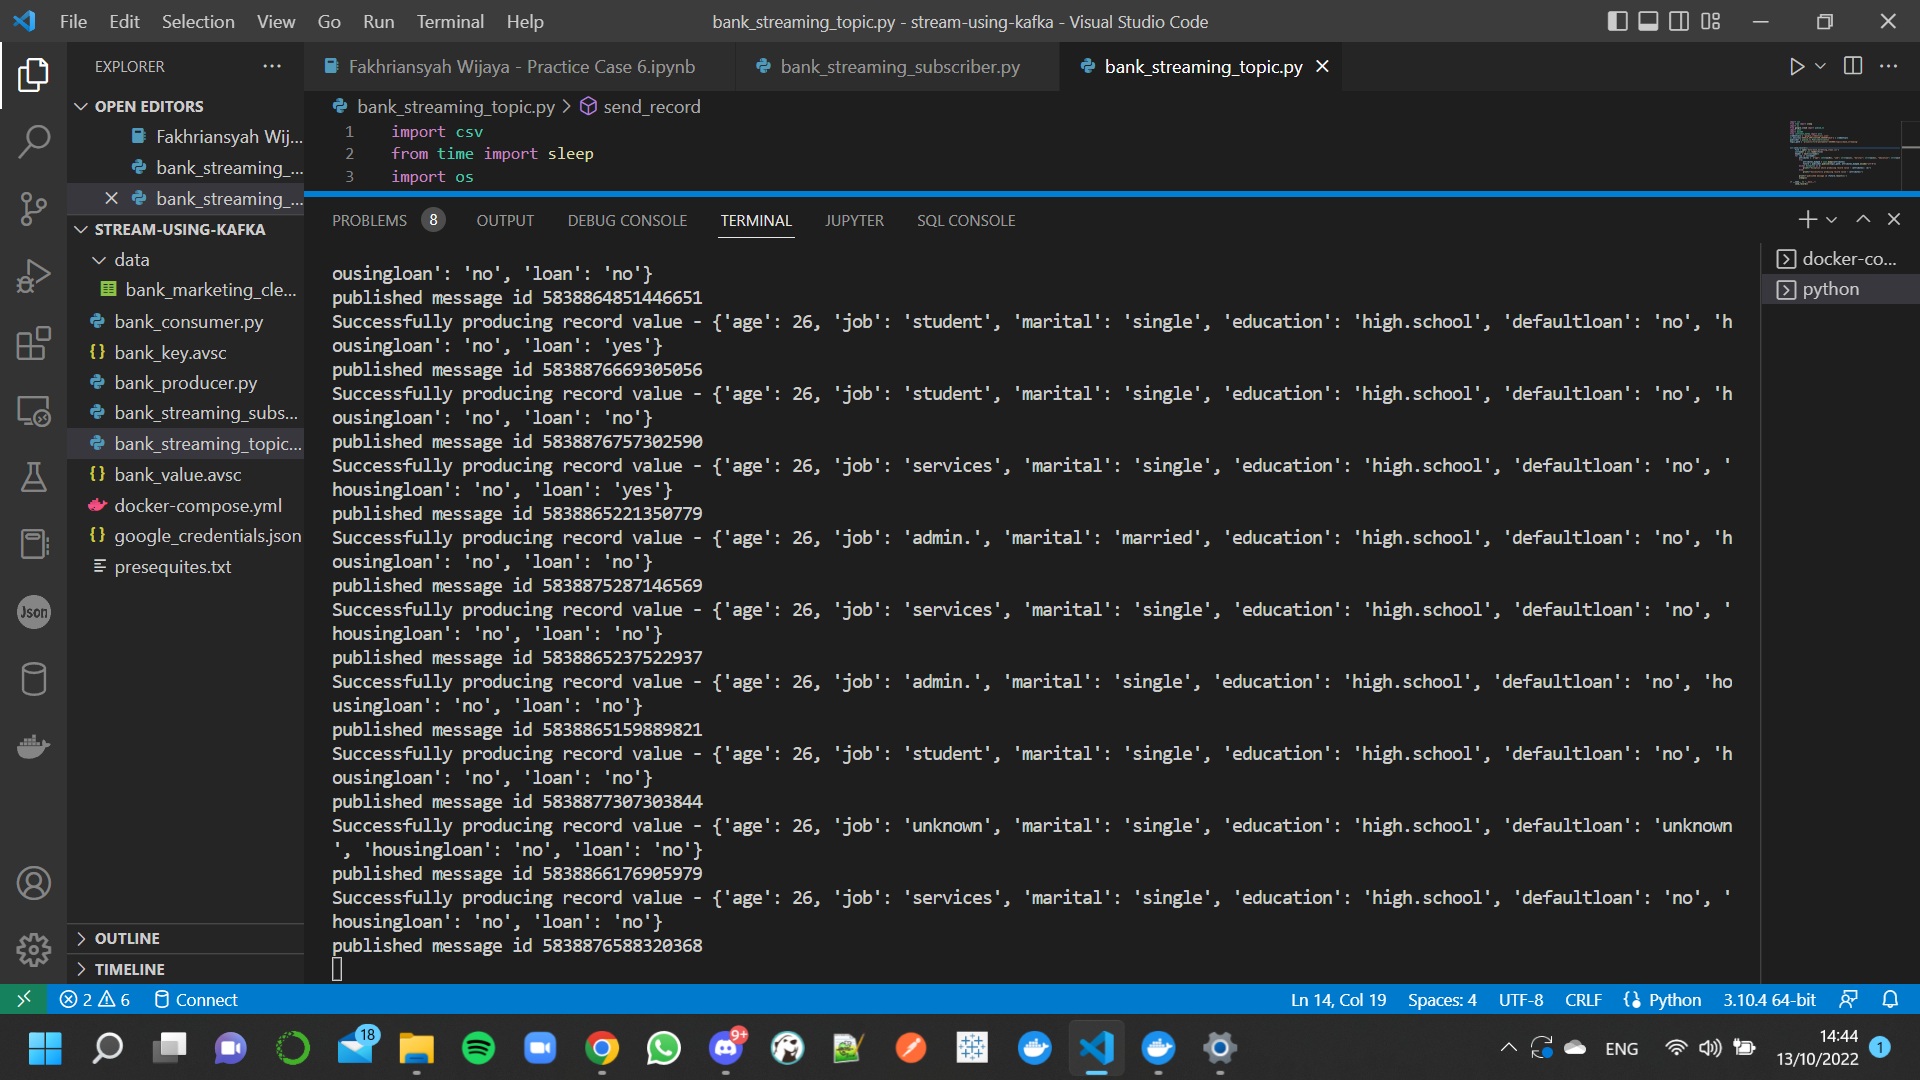 File Edit Selection View Go Run Terminal Help
bank_streaming_topic.py - stream-using-kafka - Visual Studio Code
EXPLORER
OPEN EDITORS
Fakhriansyah Wij...
bank_streaming_...
bank_streaming_...
STREAM-USING-KAFKA
data
bank_marketing_cle...
bank_consumer.py
bank_key.avsc
bank_producer.py
bank_streaming_subs...
bank_streaming_topic...
bank_value.avsc
docker-compose.yml
google_credentials.json
presequites.txt
OUTLINE
TIMELINE
Json
Fakhriansyah Wijaya - Practice Case 6.ipynb
bank_streaming_subscriber.py
bank_streaming_topic.py
bank_streaming_topic.py > send_record
1 import csv
2 from time import sleep
3 import os
PROBLEMS 8 OUTPUT DEBUG CONSOLE TERMINAL JUPYTER SQL CONSOLE
docker-co...
python
ousingloan': 'no', 'loan': 'no'}
published message id 5838864851446651
Successfully producing record value - {'age': 26, 'job': 'student', 'marital': 'single', 'education': 'high.school', 'defaultloan': 'no', 'h
ousingloan': 'no', 'loan': 'yes'}
published message id 5838876669305056
Successfully producing record value - {'age': 26, 'job': 'student', 'marital': 'single', 'education': 'high.school', 'defaultloan': 'no', 'h
ousingloan': 'no', 'loan': 'no'}
published message id 5838876757302590
Successfully producing record value - {'age': 26, 'job': 'services', 'marital': 'single', 'education': 'high.school', 'defaultloan': 'no', '
housingloan': 'no', 'loan': 'yes'}
published message id 5838865221350779
Successfully producing record value - {'age': 26, 'job': 'admin.', 'marital': 'married', 'education': 'high.school', 'defaultloan': 'no', 'h
ousingloan': 'no', 'loan': 'no'}
published message id 5838875287146569
Successfully producing record value - {'age': 26, 'job': 'services', 'marital': 'single', 'education': 'high.school', 'defaultloan': 'no', '
housingloan': 'no', 'loan': 'no'}
published message id 5838865237522937
Successfully producing record value - {'age': 26, 'job': 'admin.', 'marital': 'single', 'education': 'high.school', 'defaultloan': 'no', 'ho
usingloan': 'no', 'loan': 'no'}
published message id 5838865159889821
Successfully producing record value - {'age': 26, 'job': 'student', 'marital': 'single', 'education': 'high.school', 'defaultloan': 'no', 'h
ousingloan': 'no', 'loan': 'no'}
published message id 5838877307303844
Successfully producing record value - {'age': 26, 'job': 'unknown', 'marital': 'single', 'education': 'high.school', 'defaultloan': 'unknown
', 'housingloan': 'no', 'loan': 'no'}
published message id 5838866176905979
Successfully producing record value - {'age': 26, 'job': 'services', 'marital': 'single', 'education': 'high.school', 'defaultloan': 'no', '
housingloan': 'no', 'loan': 'no'}
published message id 5838876588320368
2 6 Connect
Ln 14, Col 19 Spaces: 4 UTF-8 CRLF Python 3.10.4 64-bit
18
9+
ENG
14:44
13/10/2022
1